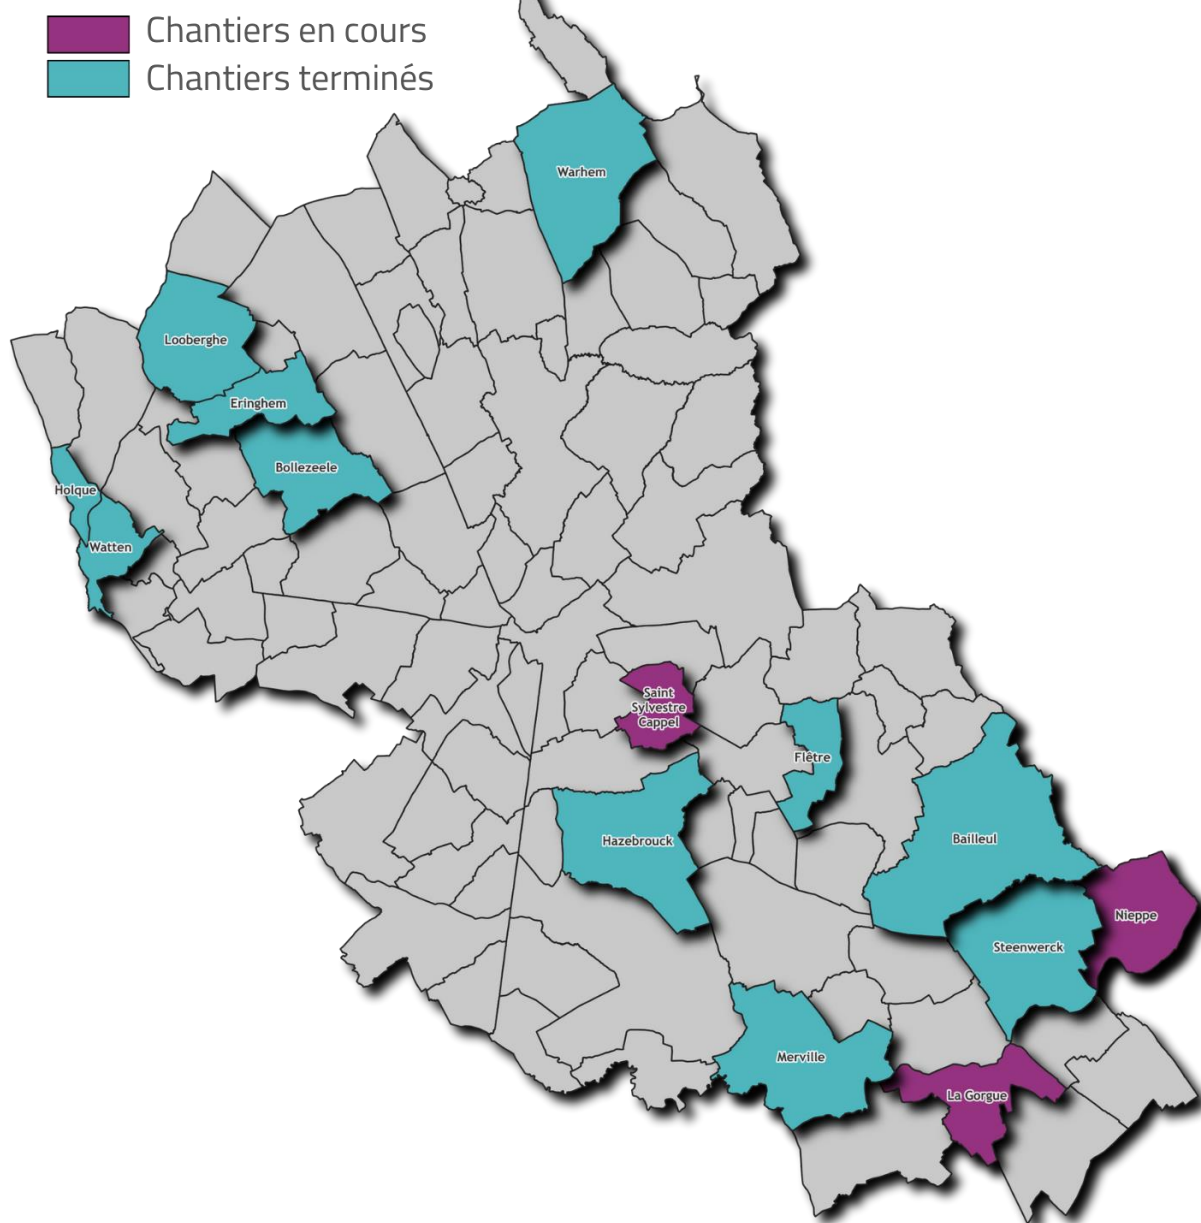 Chantiers en cours
Chantiers terminés
Warhem
Looberghe
Eringhem
Bollezeele
Holque
Watten
Saint
Sylvestre
Cappel
Flêtre
Hazebrouck
Bailleul
Nieppe
Steenwerck
Merville
La Gorgue